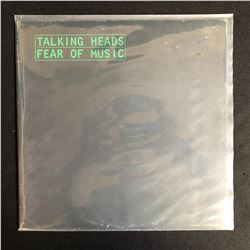 TALKING HEADS
FEAR OF MUSIC